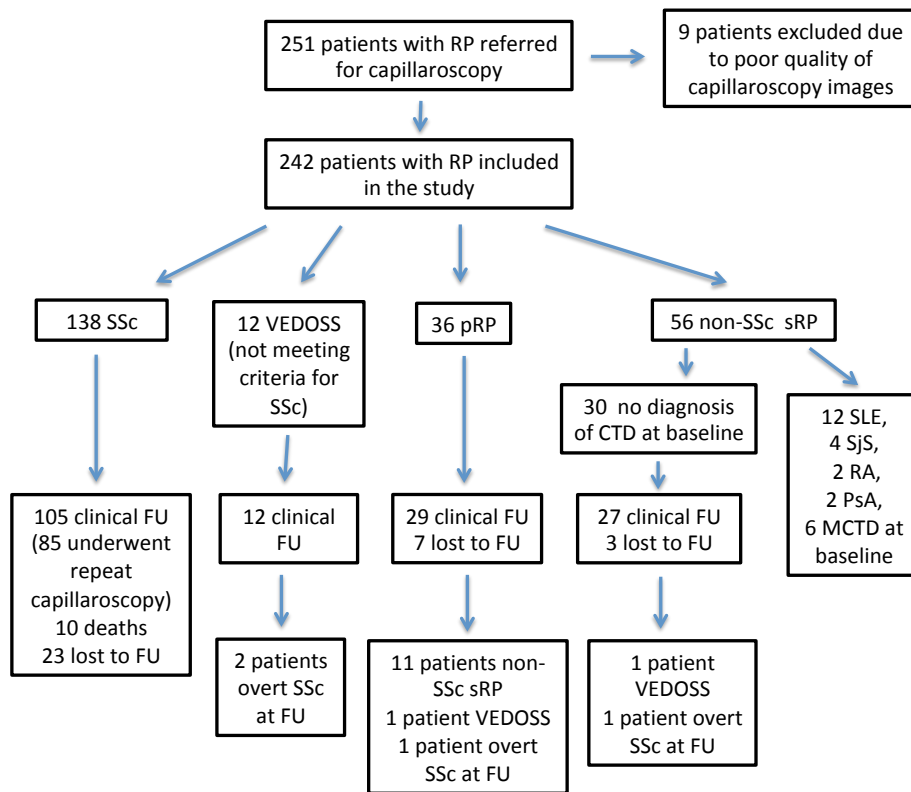 251 patients with RP referred
for capillaroscopy
9 patients excluded due
to poor quality of
capillaroscopy images
242 patients with RP included
in the study
138 SSc
12 VEDOSS
(not meeting
criteria for
SSc)
36 pRP
56 non-SSc sRP
30 no diagnosis
of CTD at baseline
12 SLE,
4 SjS,
2 RA,
2 PsA,
6 MCTD at
baseline
105 clinical FU
(85 underwent
repeat
capillaroscopy)
10 deaths
23 lost to FU
12 clinical
FU
29 clinical FU
7 lost to FU
27 clinical FU
3 lost to FU
2 patients
overt SSc
at FU
11 patients non-
SSc sRP
1 patient VEDOSS
1 patient overt
SSc at FU
1 patient
VEDOSS
1 patient overt
SSc at FU